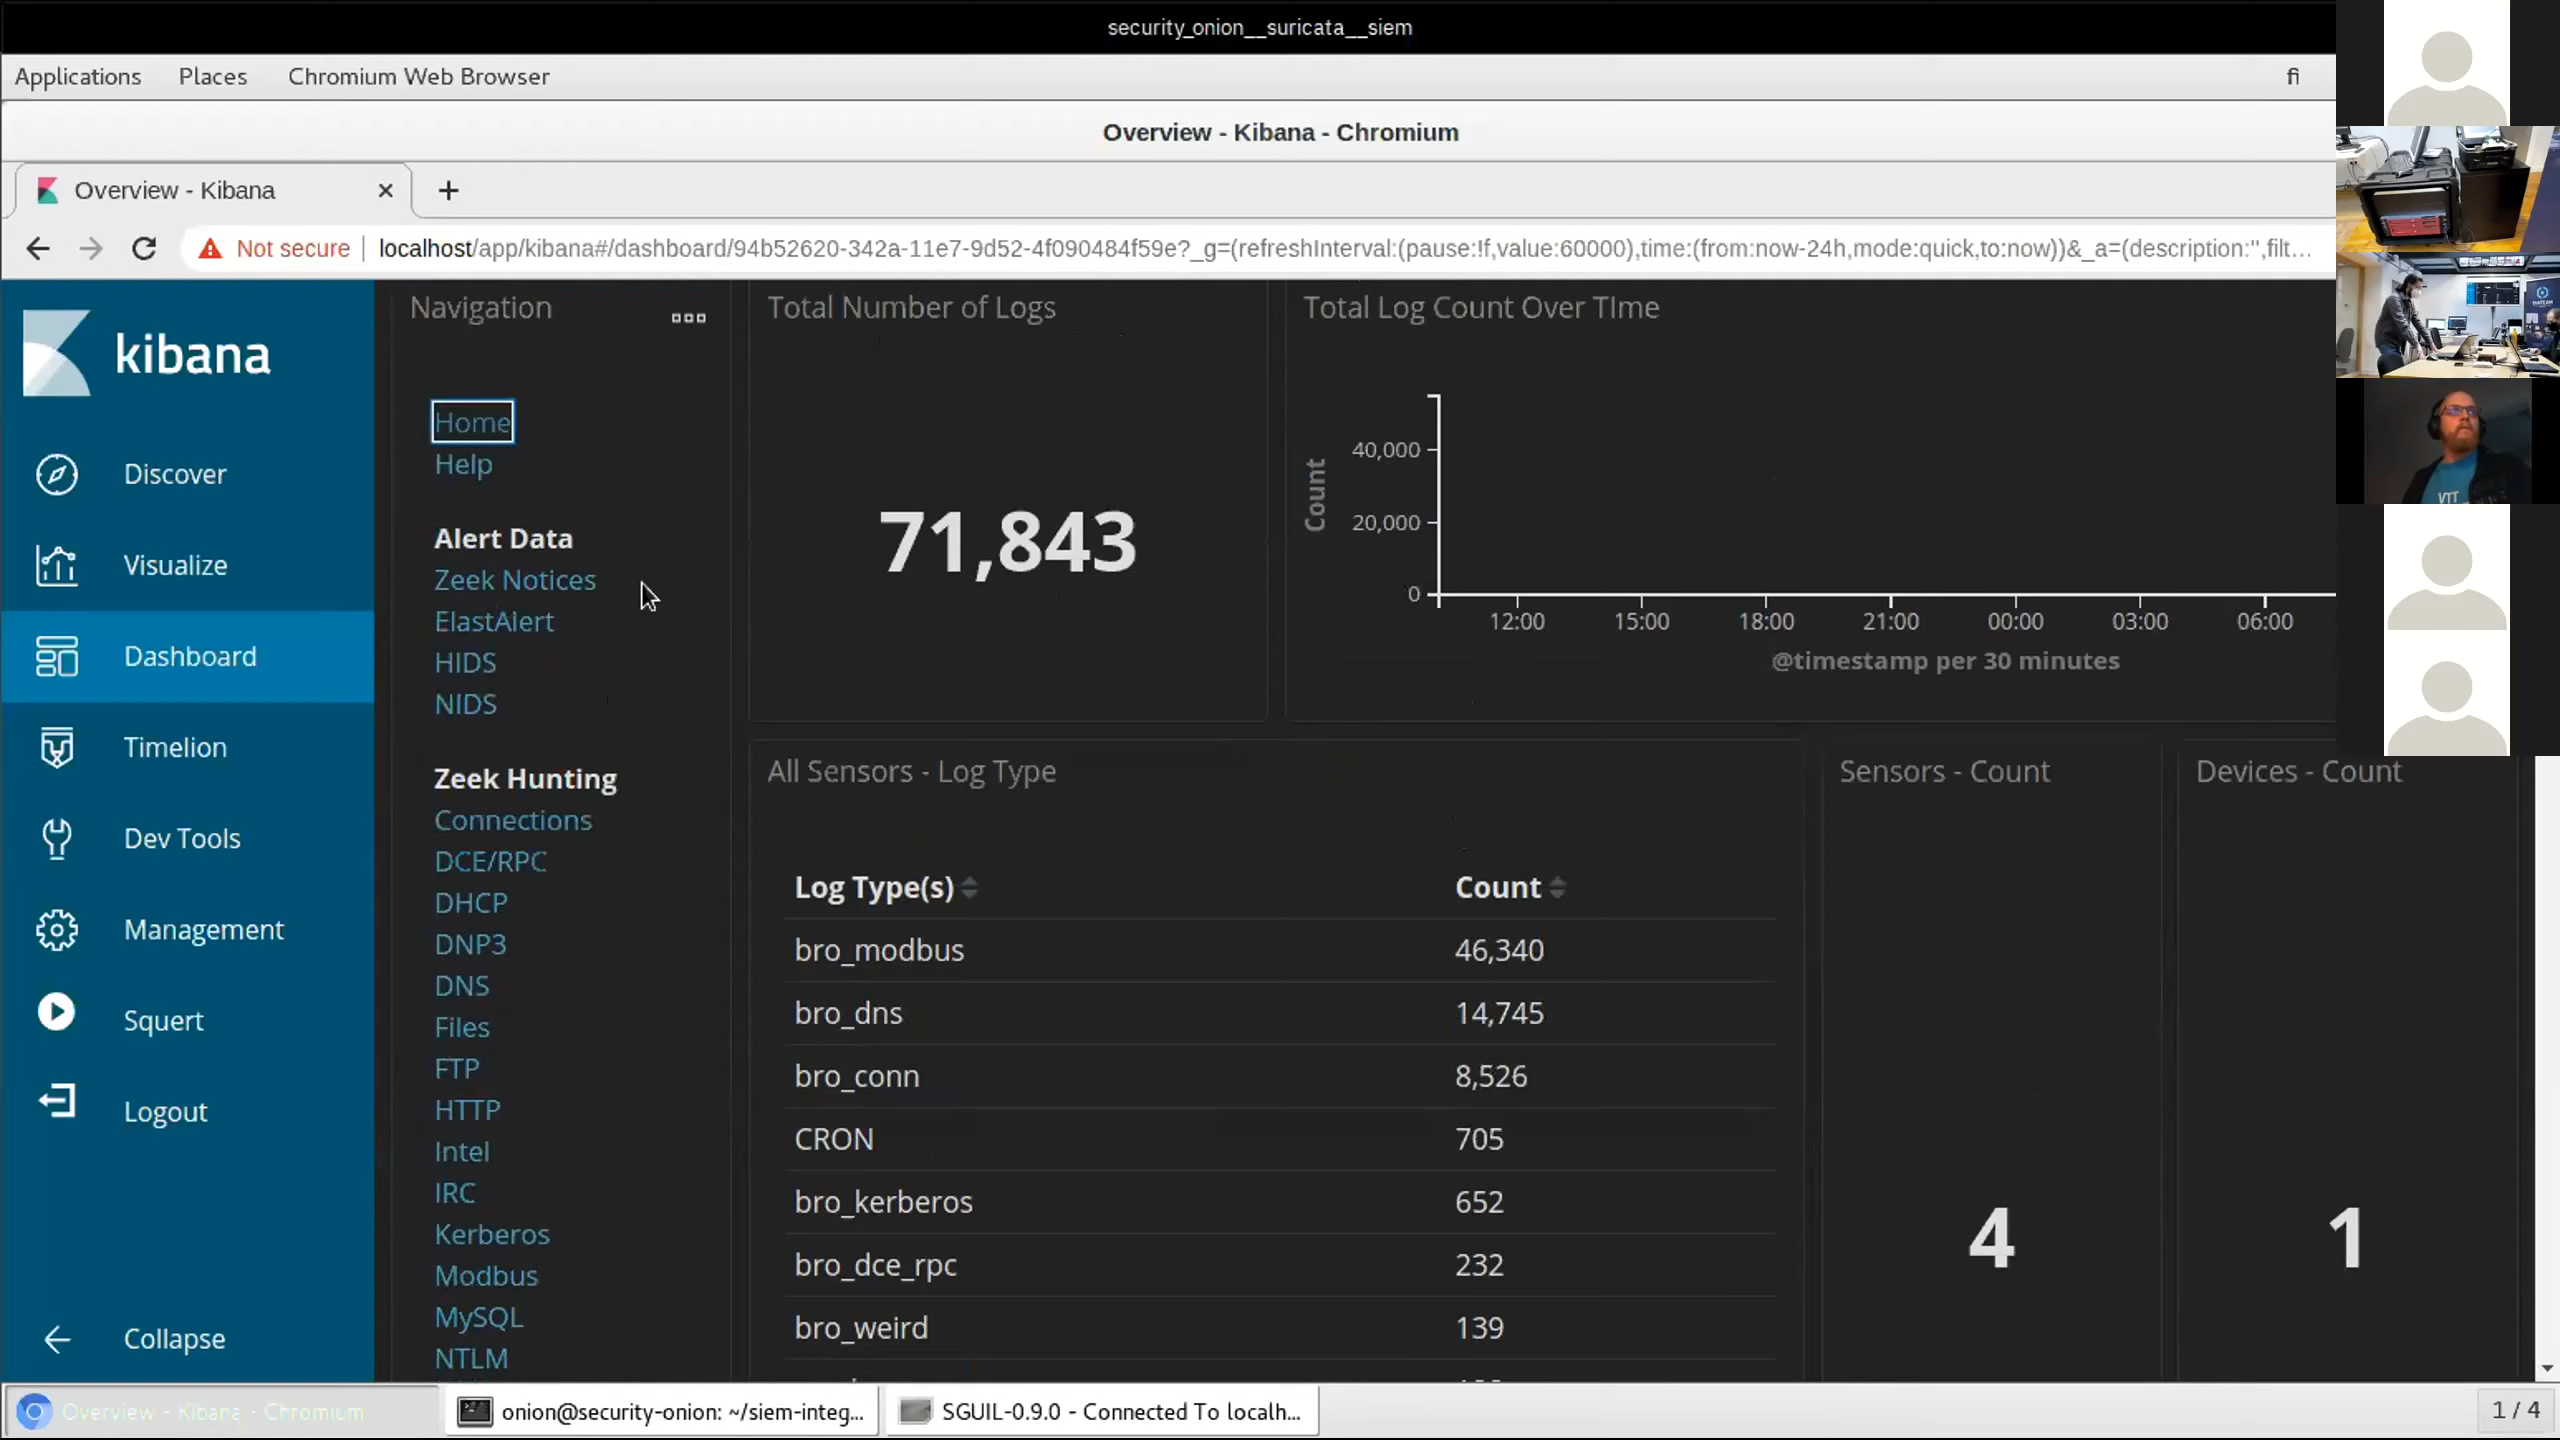 security_onion__suricata__siem
Applications Places Chromium Web Browser fi
Overview - Kibana - Chromium
Overview - Kibana
Not secure localhost/app/kibana#/dashboard/94b52620-342a-11e7-9d52-4f090484f59e?_g=(refreshInterval:(pause:!f,value:60000),time:(from:now-24h,mode:quick,to:now))&_a=(description:'',filt...
kibana
Discover
Visualize
Dashboard
Timelion
Dev Tools
Management
Squert
Logout
Collapse
Navigation
Home
Help
Alert Data
Zeek Notices
ElastAlert
HIDS
NIDS
Zeek Hunting
Connections
DCE/RPC
DHCP
DNP3
DNS
Files
FTP
HTTP
Intel
IRC
Kerberos
Modbus
MySQL
NTLM
Total Number of Logs
71,843
Total Log Count Over TIme
Count
40,000
20,000
0
12:00 15:00 18:00 21:00 00:00 03:00 06:00
@timestamp per 30 minutes
All Sensors - Log Type
Log Type(s) Count
bro_modbus 46,340
bro_dns 14,745
bro_conn 8,526
CRON 705
bro_kerberos 652
bro_dce_rpc 232
bro_weird 139
Sensors - Count
4
Devices - Count
1
VTT
Overview - Kibana - Chromium
onion@security-onion: ~/siem-integ...
SGUIL-0.9.0 - Connected To localh...
1 / 4